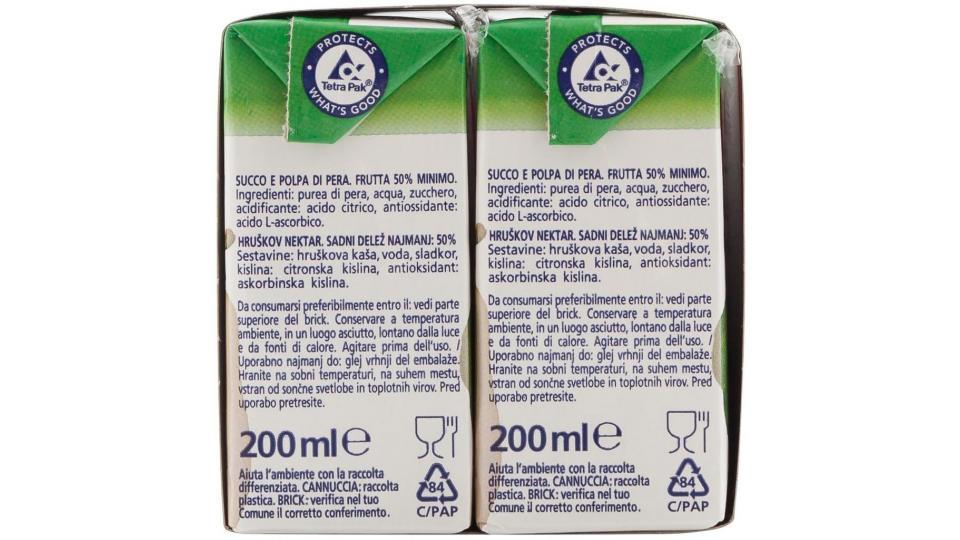 PROTECTS
Tetra Pak®
WHAT'S GOOD
SUCCO E POLPA DI PERA. FRUTTA 50% MINIMO.
Ingredienti: purea di pera, acqua, zucchero,
acidificante: acido citrico, antiossidante:
acido L-ascorbico.
HRUŠKOV NEKTAR. SADNI DELEŽ NAJMANJ: 50%
Sestavine: hruškova kaša, voda, sladkor,
kislina: citronska kislina, antioksidant:
askorbinska kislina.
Da consumarsi preferibilmente entro il: vedi parte
superiore del brick. Conservare a temperatura
ambiente, in un luogo asciutto, lontano dalla luce
e da fonti di calore. Agitare prima dell'uso. /
Uporabno najmanj do: glej vrhnji del embalaže.
Hranite na sobni temperaturi, na suhem mestu,
vstran od sončne svetlobe in toplotnih virov. Pred
uporabo pretresite.
200 ml e
Aiuta l'ambiente con la raccolta
differenziata. CANNUCCIA: raccolta
plastica. BRICK: verifica nel tuo
Comune il corretto conferimento.
84
C/PAP
PROTECTS
Tetra Pak®
WHAT'S GOOD
SUCCO E POLPA DI PERA. FRUTTA 50% MINIMO.
Ingredienti: purea di pera, acqua, zucchero,
acidificante: acido citrico, antiossidante:
acido L-ascorbico.
HRUŠKOV NEKTAR. SADNI DELEŽ NAJMANJ: 50%
Sestavine: hruškova kaša, voda, sladkor,
kislina: citronska kislina, antioksidant:
askorbinska kislina.
Da consumarsi preferibilmente entro il: vedi parte
superiore del brick. Conservare a temperatura
ambiente, in un luogo asciutto, lontano dalla luce
e da fonti di calore. Agitare prima dell'uso. /
Uporabno najmanj do: glej vrhnji del embalaže.
Hranite na sobni temperaturi, na suhem mestu,
vstran od sončne svetlobe in toplotnih virov. Pred
uporabo pretresite.
200 ml e
Aiuta l'ambiente con la raccolta
differenziata. CANNUCCIA: raccolta
plastica. BRICK: verifica nel tuo
Comune il corretto conferimento.
84
C/PAP